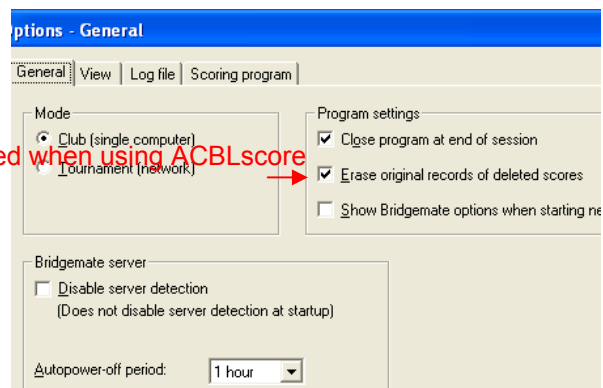 ptions - General
General View Log file Scoring program
Mode
Club (single computer)
Tournament (network)
Program settings
Close program at end of session
Erase original records of deleted scores
Show Bridgemate options when starting
ed when using ACBLscore
Bridgemate server
Disable server detection
(Does not disable server detection at startup)
Autopower-off period: 1 hour